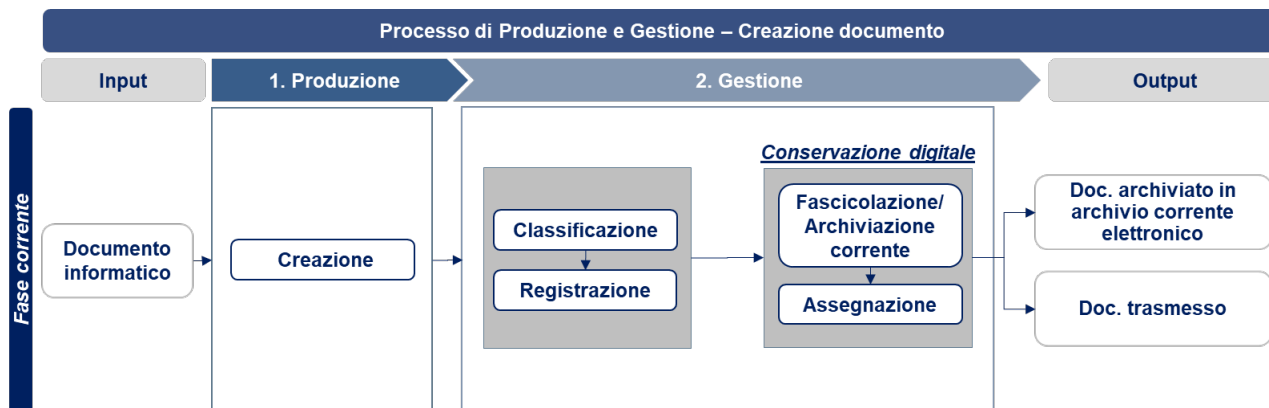 Processo di Produzione e Gestione – Creazione documento
Input
1. Produzione
2. Gestione
Output
Fase corrente
Documento
informatico
Creazione
Classificazione
Registrazione
Conservazione digitale
Fascicolazione/
Archiviazione
corrente
Assegnazione
Doc. archiviato in
archivio corrente
elettronico
Doc. trasmesso